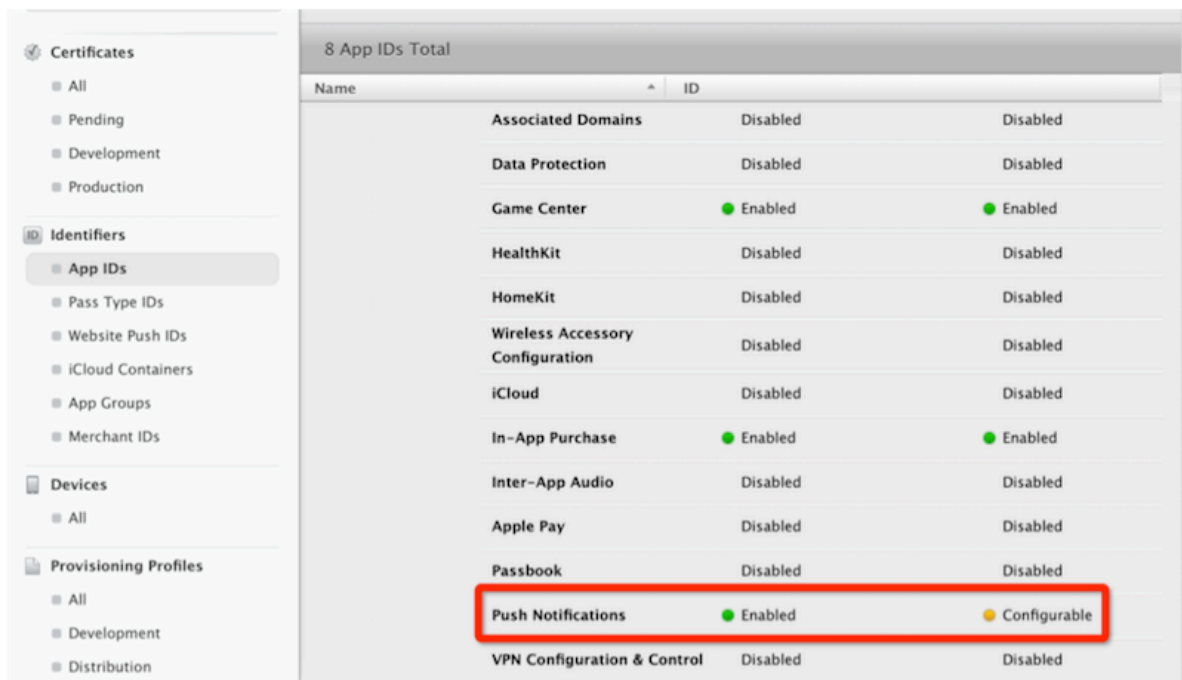 Certificates
All
Pending
Development
Production
ID Identifiers
App IDs
Pass Type IDs
Website Push IDs
iCloud Containers
App Groups
Merchant IDs
Devices
All
Provisioning Profiles
All
Development
Distribution
8 App IDs Total
Name ID
Associated Domains Disabled Disabled
Data Protection Disabled Disabled
Game Center Enabled Enabled
HealthKit Disabled Disabled
HomeKit Disabled Disabled
Wireless Accessory
Configuration Disabled Disabled
iCloud Disabled Disabled
In-App Purchase Enabled Enabled
Inter-App Audio Disabled Disabled
Apple Pay Disabled Disabled
Passbook Disabled Disabled
Push Notifications Enabled Configurable
VPN Configuration & Control Disabled Disabled